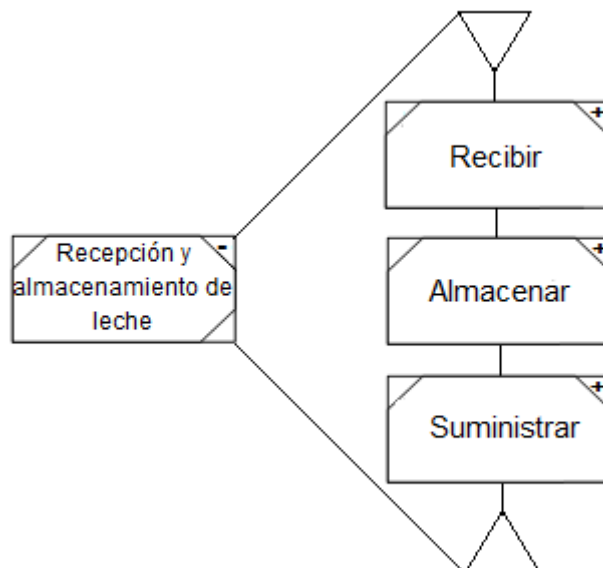 Recepción y
almacenamiento de
leche
-
Recibir
+
Almacenar
+
Suministrar
+